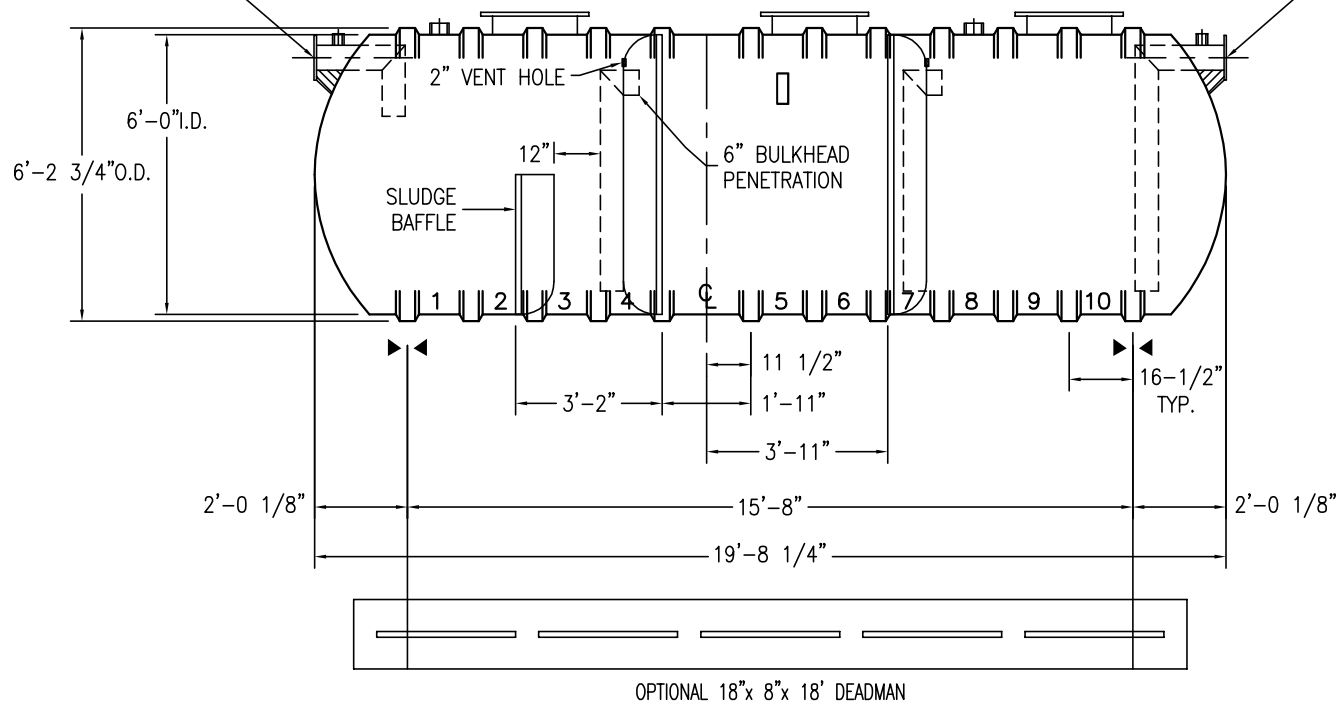 2” VENT HOLE
6’-0”I.D.
6’-2 3/4”O.D.
12”
6” BULKHEAD
PENETRATION
SLUDGE
BAFFLE
1 2 3 4 ℄ 5 6 7 8 9 10
11 1/2”
16-1/2”
TYP.
3’-2”
1’-11”
3’-11”
2’-0 1/8”
15’-8”
2’-0 1/8”
19’-8 1/4”
OPTIONAL 18”x 8”x 18’ DEADMAN